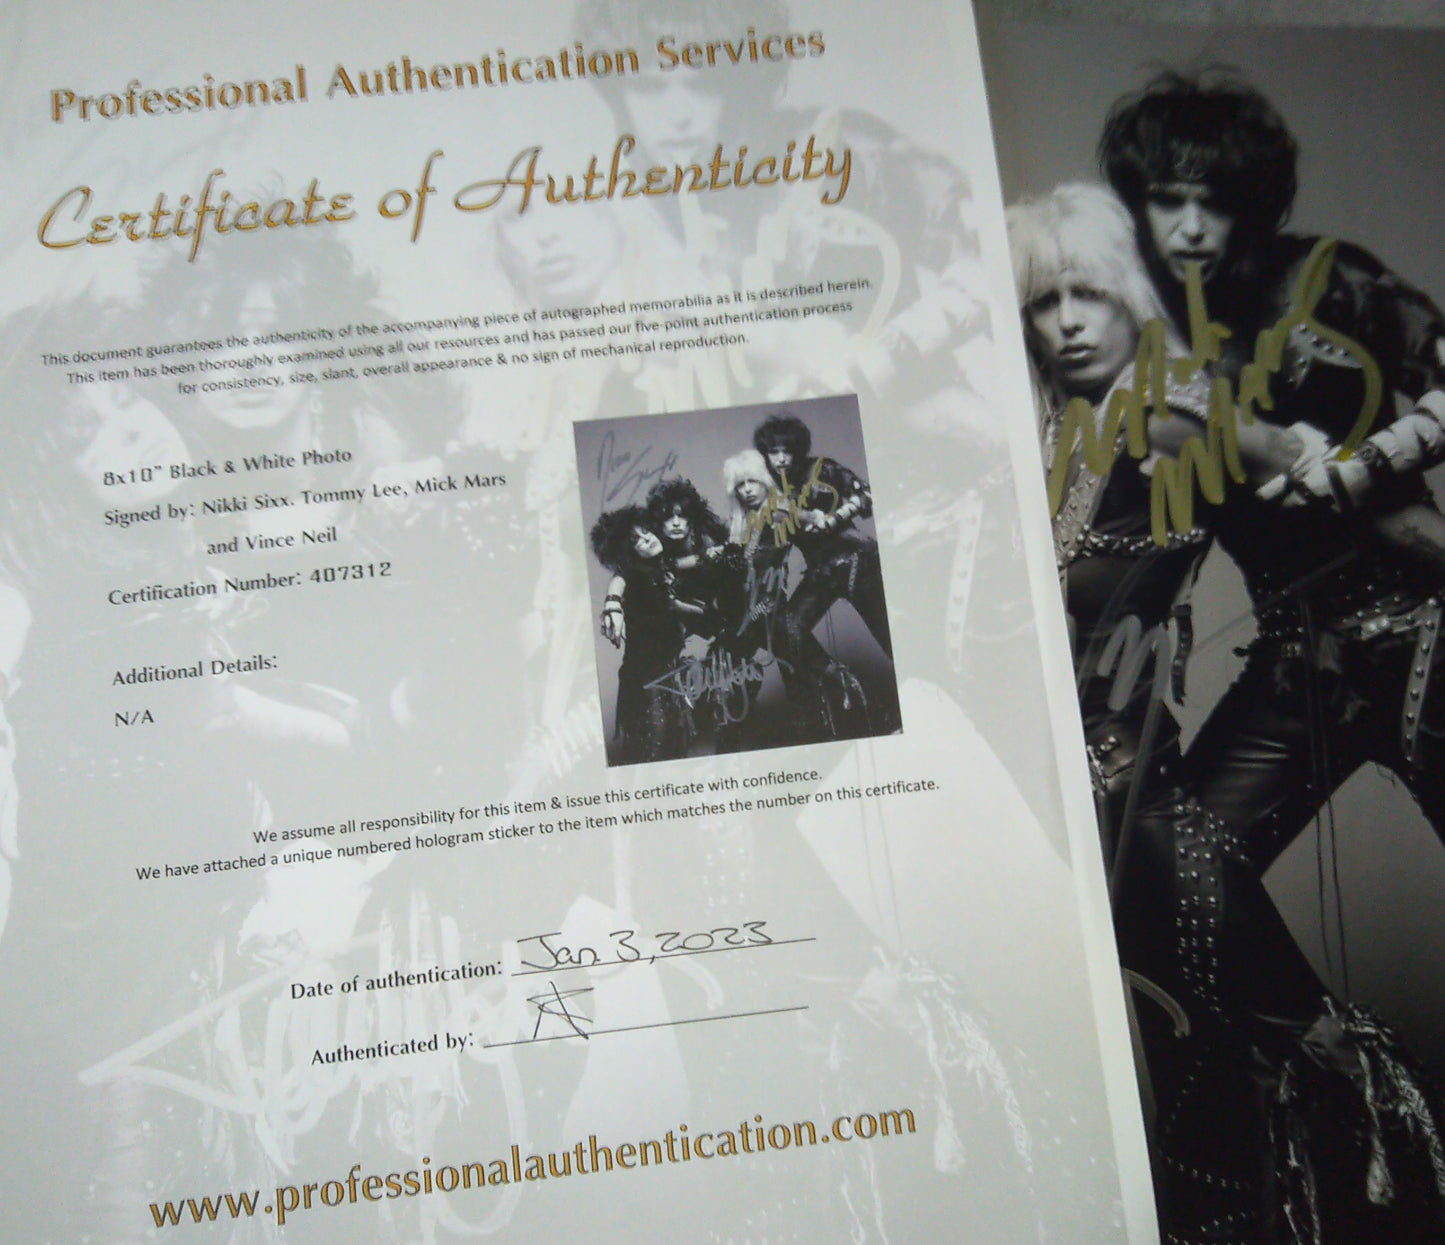 Professional Authentication Services
Certificate of Authenticity
This document guarantees the authenticity of the accompanying piece of autographed memorabilia as it is described herein.
This item has been thoroughly examined using all our resources and has passed our five-point authentication process
for consistency, size, slant, overall appearance & no sign of mechanical reproduction.
8x10" Black & White Photo
Signed by: Nikki Sixx. Tommy Lee, Mick Mars
and Vince Neil
Certification Number: 407312
Additional Details:
N/A
We assume all responsibility for this item & issue this certificate with confidence.
We have attached a unique numbered hologram sticker to the item which matches the number on this certificate.
Date of authentication: Jan 3, 2023
Authenticated by:
www.professionalauthentication.com
Mick
Mars